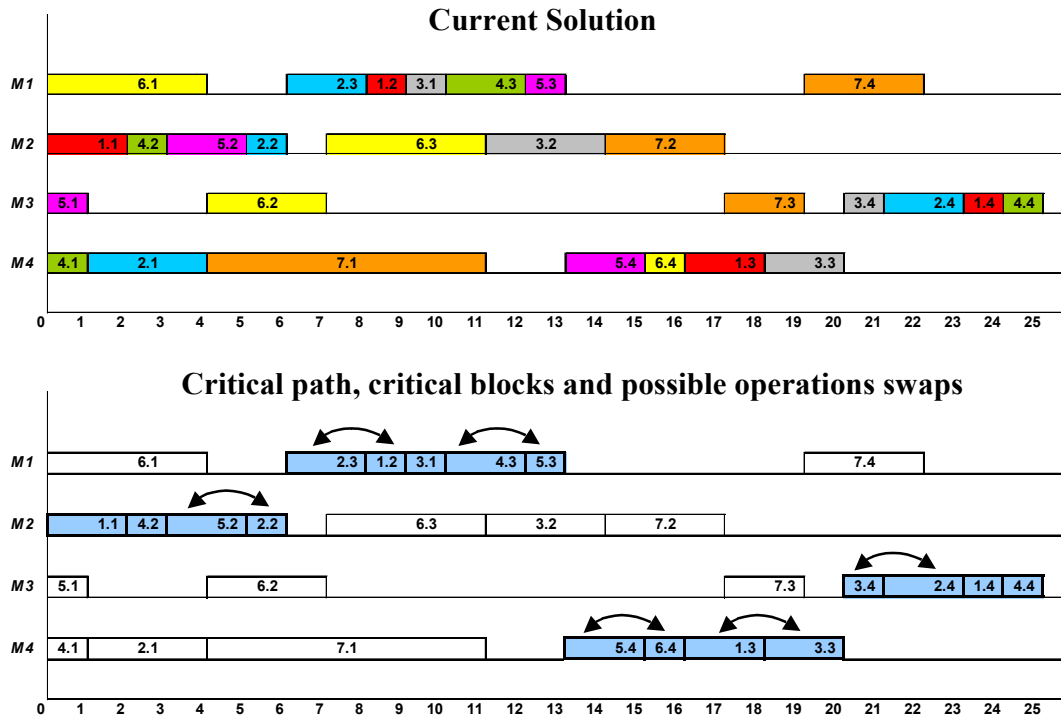 Current Solution
M1 6.1 2.3 1.2 3.1 4.3 5.3 7.4
M2 1.1 4.2 5.2 2.2 6.3 3.2 7.2
M3 5.1 6.2 7.3 3.4 2.4 1.4 4.4
M4 4.1 2.1 7.1 5.4 6.4 1.3 3.3
0 1 2 3 4 5 6 7 8 9 10 11 12 13 14 15 16 17 18 19 20 21 22 23 24 25
Critical path, critical blocks and possible operations swaps
M1 6.1 2.3 1.2 3.1 4.3 5.3 7.4
M2 1.1 4.2 5.2 2.2 6.3 3.2 7.2
M3 5.1 6.2 7.3 3.4 2.4 1.4 4.4
M4 4.1 2.1 7.1 5.4 6.4 1.3 3.3
0 1 2 3 4 5 6 7 8 9 10 11 12 13 14 15 16 17 18 19 20 21 22 23 24 25